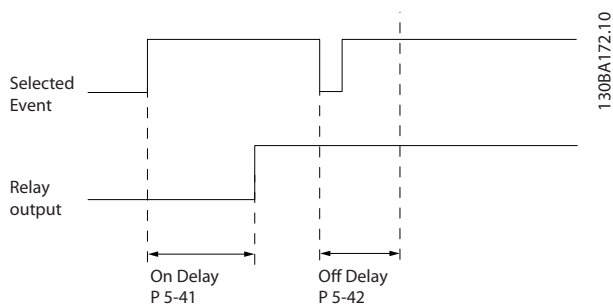 Selected
Event
Relay
output
On Delay
P 5-41
Off Delay
P 5-42
130BA172.10